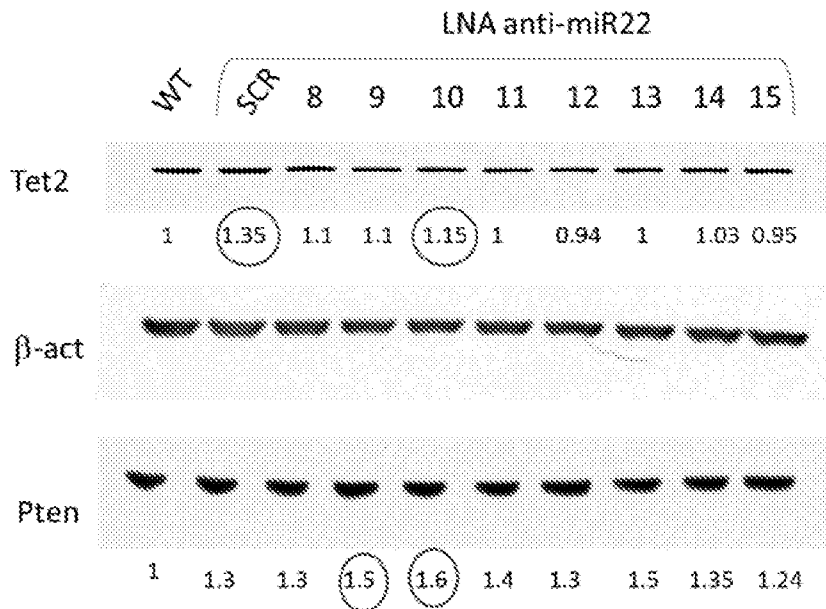 LNA anti-miR22
WT SCR 8 9 10 11 12 13 14 15
Tet2
1 1.35 1.1 1.1 1.15 1 0.94 1 1.03 0.95
β-act
Pten
1 1.3 1.3 1.5 1.6 1.4 1.3 1.5 1.35 1.24